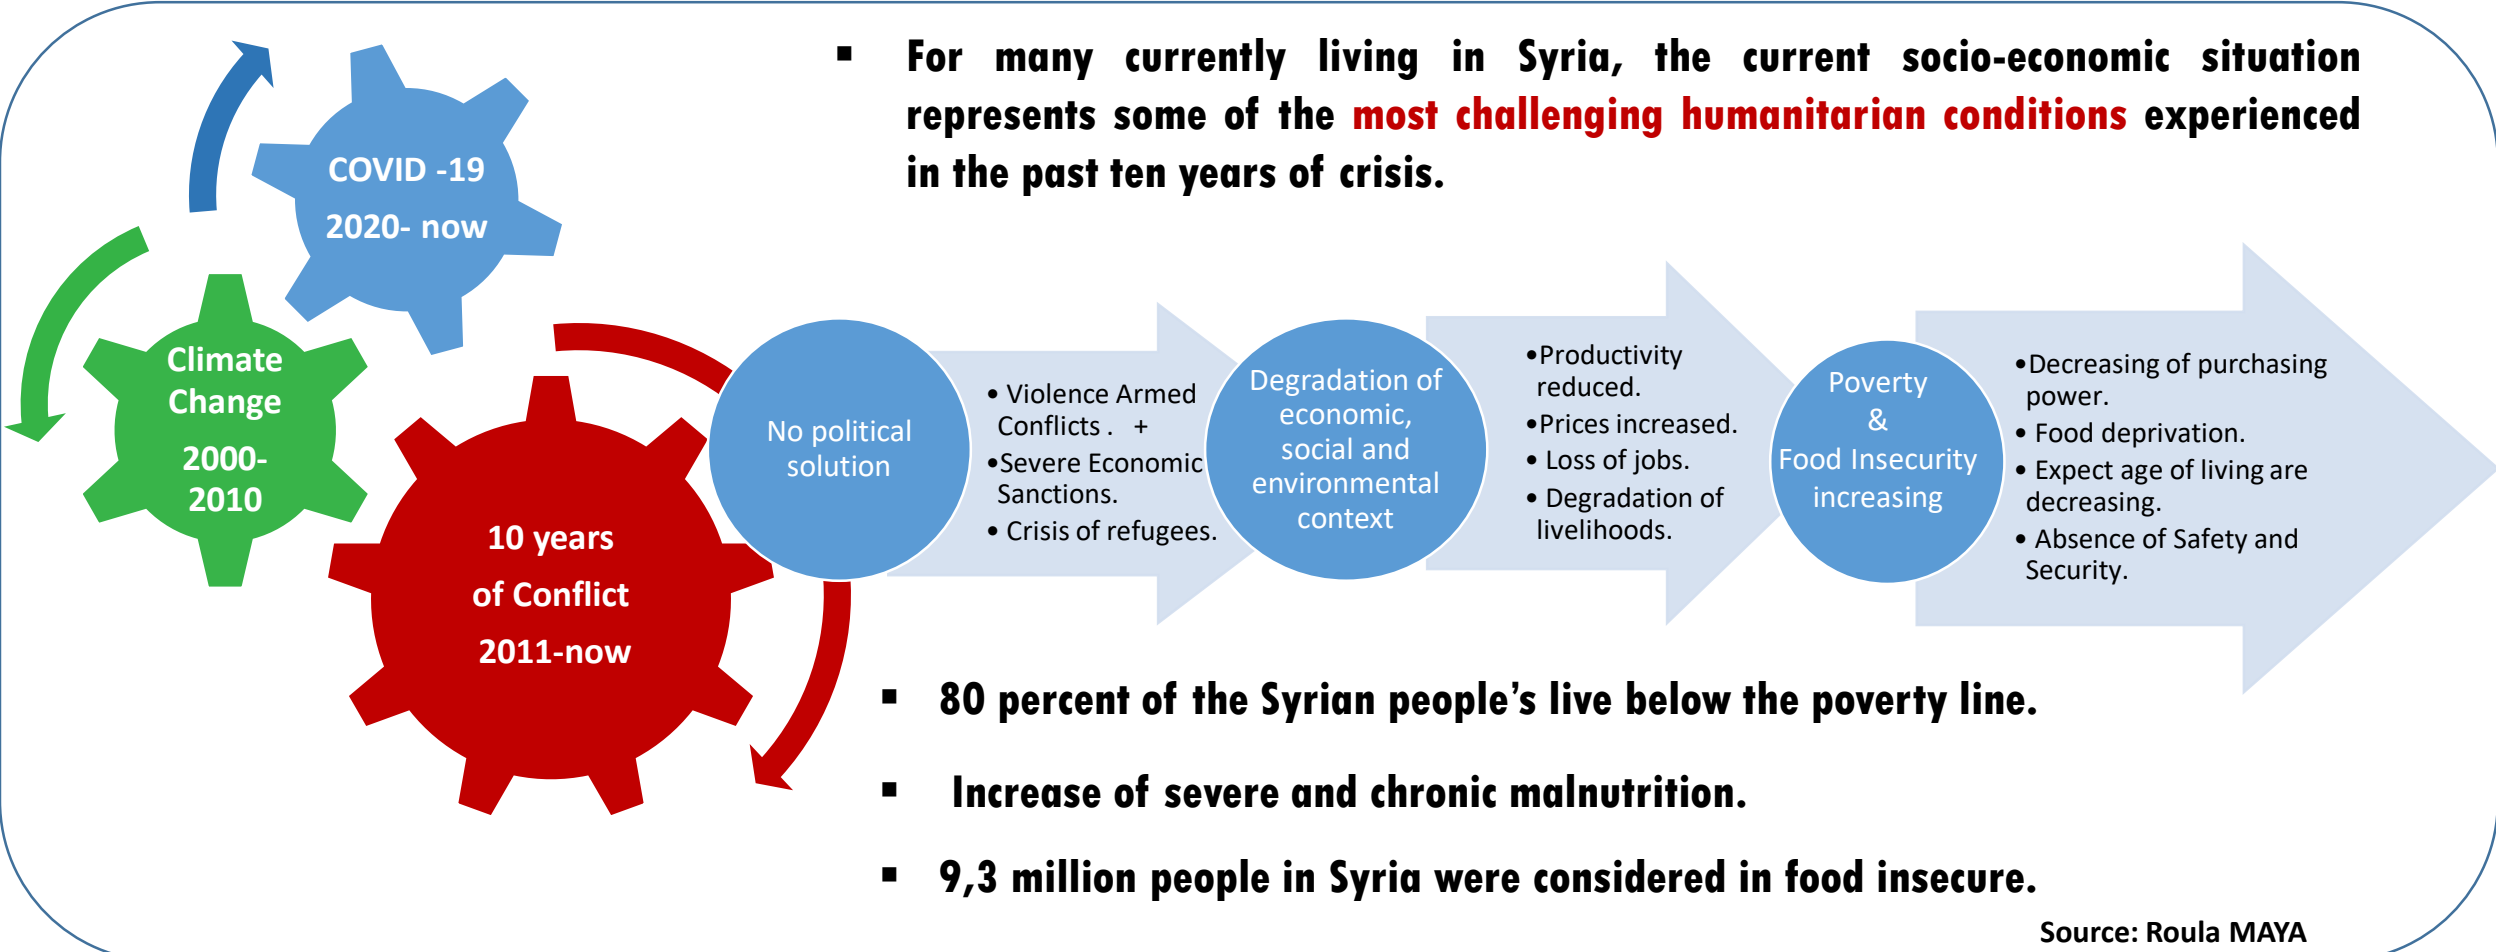 ▪ For many currently living in Syria, the current socio-economic situation
represents some of the most challenging humanitarian conditions experienced
in the past ten years of crisis.
COVID -19
2020- now
Climate
Change
2000-
2010
10 years
of Conflict
2011-now
No political
solution
• Violence Armed
Conflicts . +
•Severe Economic
Sanctions.
• Crisis of refugees.
Degradation of
economic,
social and
environmental
context
•Productivity
reduced.
•Prices increased.
• Loss of jobs.
• Degradation of
livelihoods.
Poverty
&
Food Insecurity
increasing
•Decreasing of purchasing
power.
• Food deprivation.
• Expect age of living are
decreasing.
• Absence of Safety and
Security.
▪ 80 percent of the Syrian people’s live below the poverty line.
▪ Increase of severe and chronic malnutrition.
▪ 9,3 million people in Syria were considered in food insecure.
Source: Roula MAYA